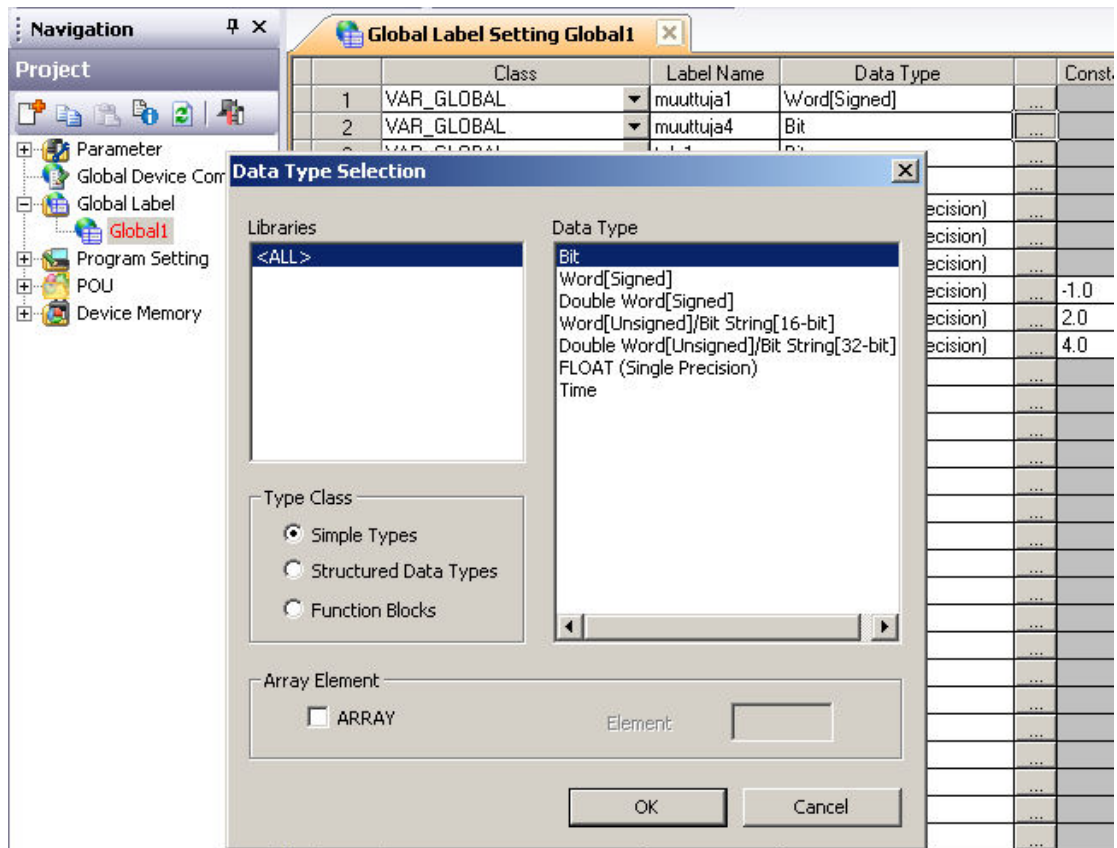 Navigation
Project
Parameter
Global Device Com
Global Label
Global1
Program Setting
POU
Device Memory
Global Label Setting Global1
Class Label Name Data Type Const
1 VAR_GLOBAL muuttuja1 Word[Signed] ...
2 VAR_GLOBAL muuttuja4 Bit ...
Data Type Selection
Libraries
<ALL>
Type Class
Simple Types
Structured Data Types
Function Blocks
Data Type
Bit
Word[Signed]
Double Word[Signed]
Word[Unsigned]/Bit String[16-bit]
Double Word[Unsigned]/Bit String[32-bit]
FLOAT (Single Precision)
Time
Array Element
ARRAY
Element
OK
Cancel
ecision) ...
ecision) ...
ecision) ...
ecision) ... -1.0
ecision) ... 2.0
ecision) ... 4.0